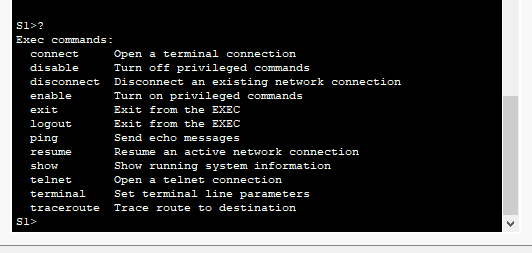 S1>?
Exec commands:
connect Open a terminal connection
disable Turn off privileged commands
disconnect Disconnect an existing network connection
enable Turn on privileged commands
exit Exit from the EXEC
logout Exit from the EXEC
ping Send echo messages
resume Resume an active network connection
show Show running system information
telnet Open a telnet connection
terminal Set terminal line parameters
traceroute Trace route to destination
S1>